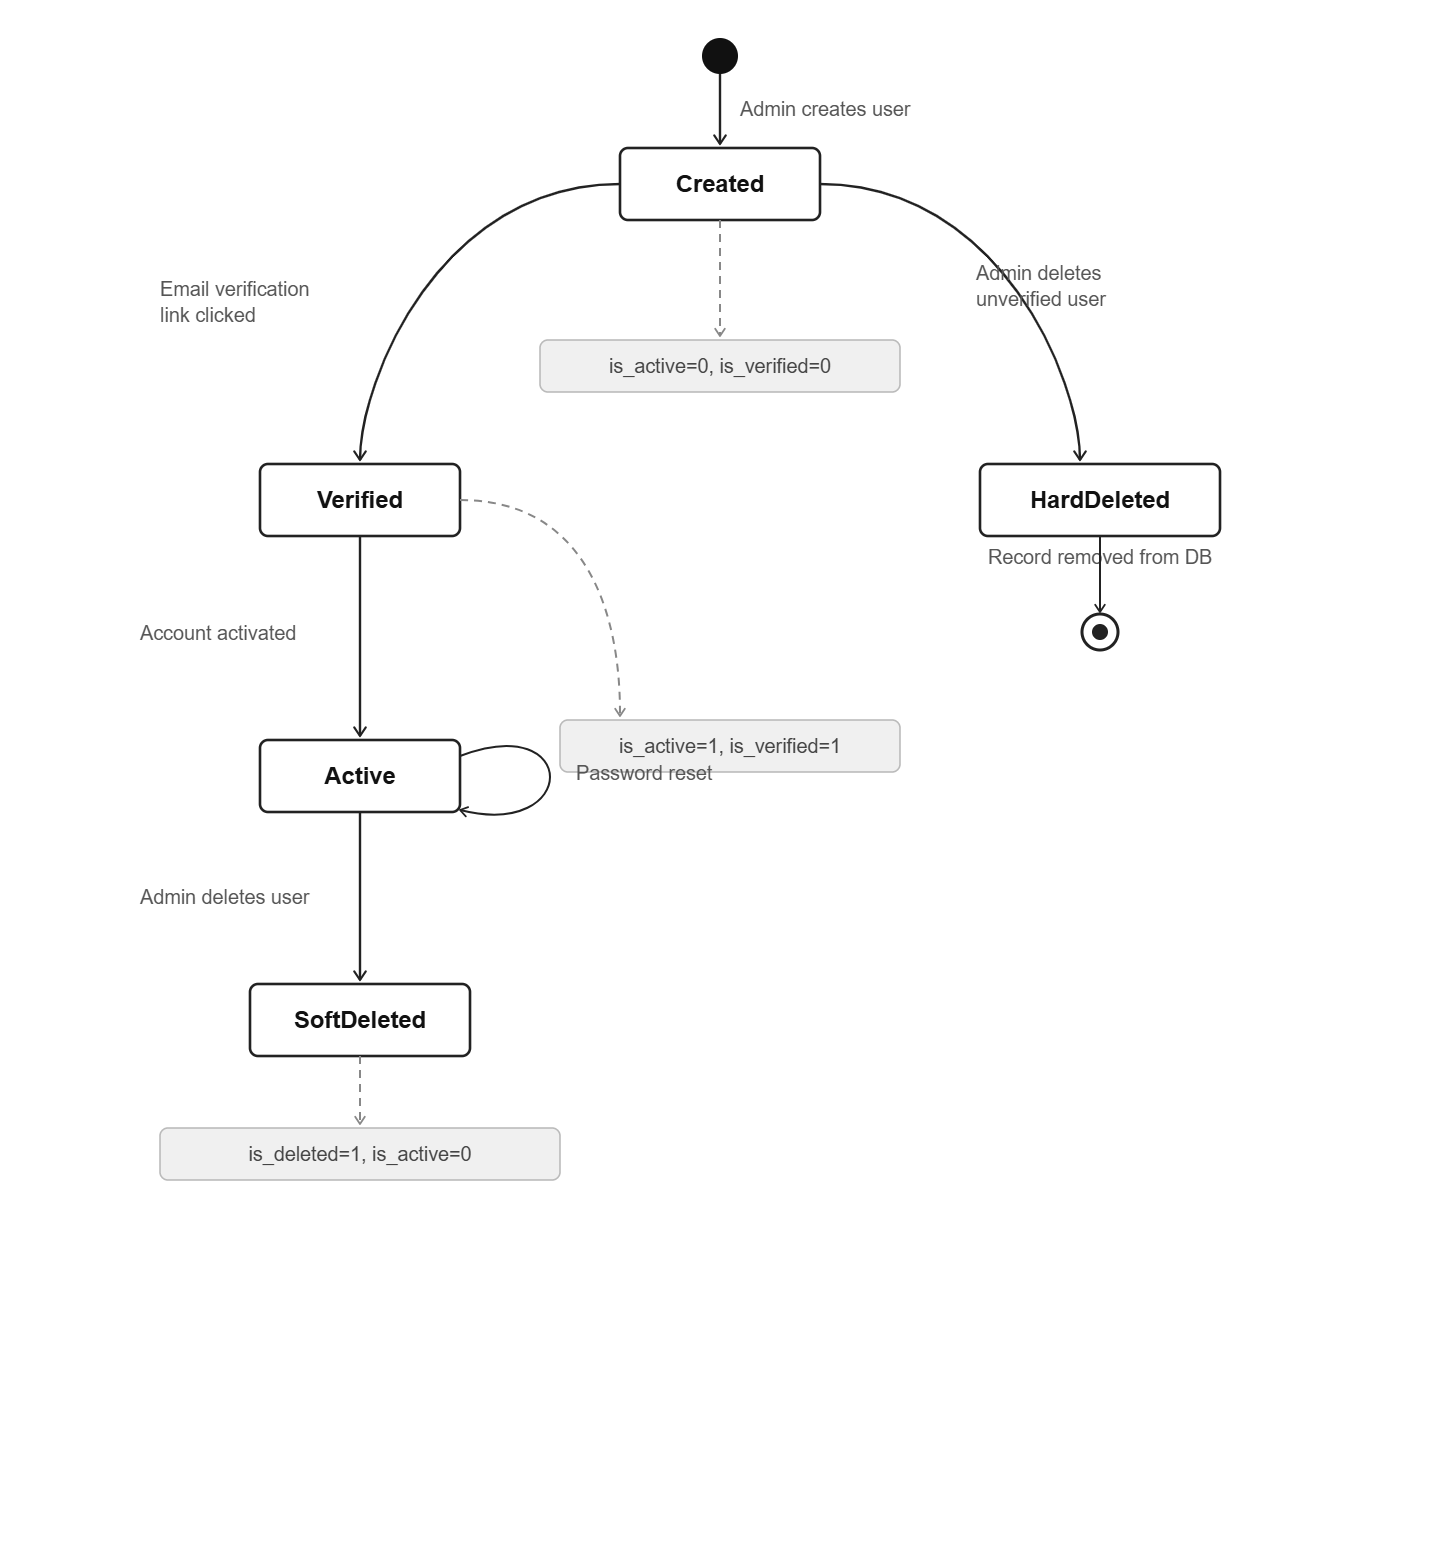 Admin creates user
Created
Email verification
link clicked
Admin deletes
unverified user
is_active=0, is_verified=0
Verified
HardDeleted
Record removed from DB
Account activated
is_active=1, is_verified=1
Active
Password reset
Admin deletes user
SoftDeleted
is_deleted=1, is_active=0